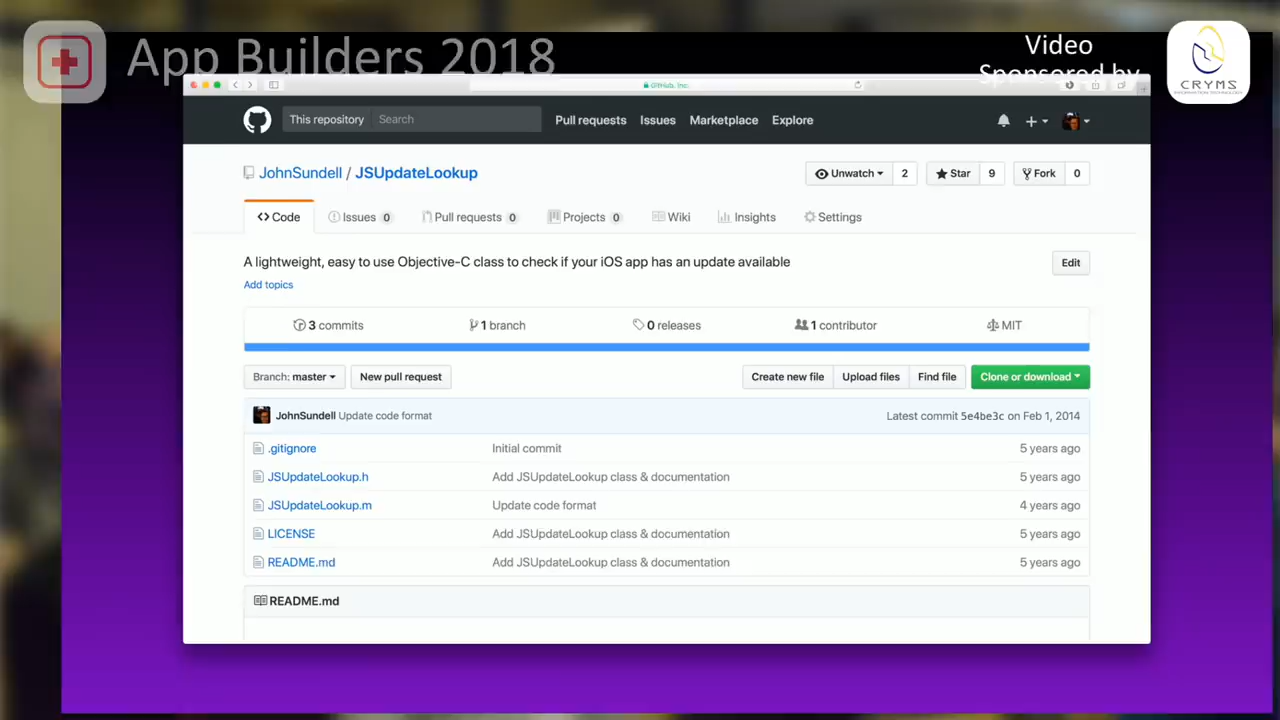 App Builders 2018
Video
Sponsored by
CRYMS
GitHub, Inc.
This repository Search Pull requests Issues Marketplace Explore
JohnSundell / JSUpdateLookup
Unwatch 2 Star 9 Fork 0
Code Issues 0 Pull requests 0 Projects 0 Wiki Insights Settings
A lightweight, easy to use Objective-C class to check if your iOS app has an update available
Edit
Add topics
3 commits 1 branch 0 releases 1 contributor MIT
Branch: master New pull request Create new file Upload files Find file Clone or download
JohnSundell Update code format Latest commit 5e4be3c on Feb 1, 2014
.gitignore Initial commit 5 years ago
JSUpdateLookup.h Add JSUpdateLookup class & documentation 5 years ago
JSUpdateLookup.m Update code format 4 years ago
LICENSE Add JSUpdateLookup class & documentation 5 years ago
README.md Add JSUpdateLookup class & documentation 5 years ago
README.md